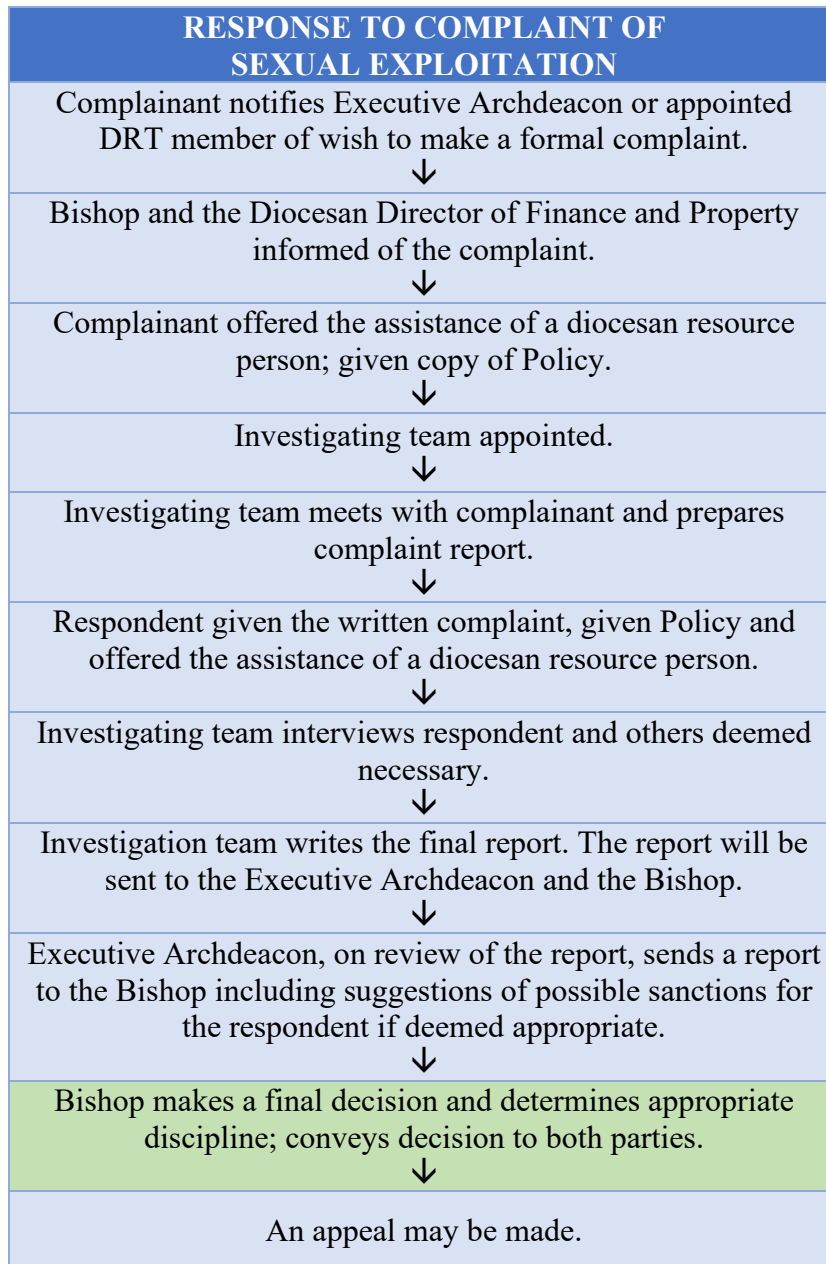 RESPONSE TO COMPLAINT OF
SEXUAL EXPLOITATION
Complainant notifies Executive Archdeacon or appointed
DRT member of wish to make a formal complaint.
↓
Bishop and the Diocesan Director of Finance and Property
informed of the complaint.
↓
Complainant offered the assistance of a diocesan resource
person; given copy of Policy.
↓
Investigating team appointed.
↓
Investigating team meets with complainant and prepares
complaint report.
↓
Respondent given the written complaint, given Policy and
offered the assistance of a diocesan resource person.
↓
Investigating team interviews respondent and others deemed
necessary.
↓
Investigation team writes the final report. The report will be
sent to the Executive Archdeacon and the Bishop.
↓
Executive Archdeacon, on review of the report, sends a report
to the Bishop including suggestions of possible sanctions for
the respondent if deemed appropriate.
↓
Bishop makes a final decision and determines appropriate
discipline; conveys decision to both parties.
↓
An appeal may be made.